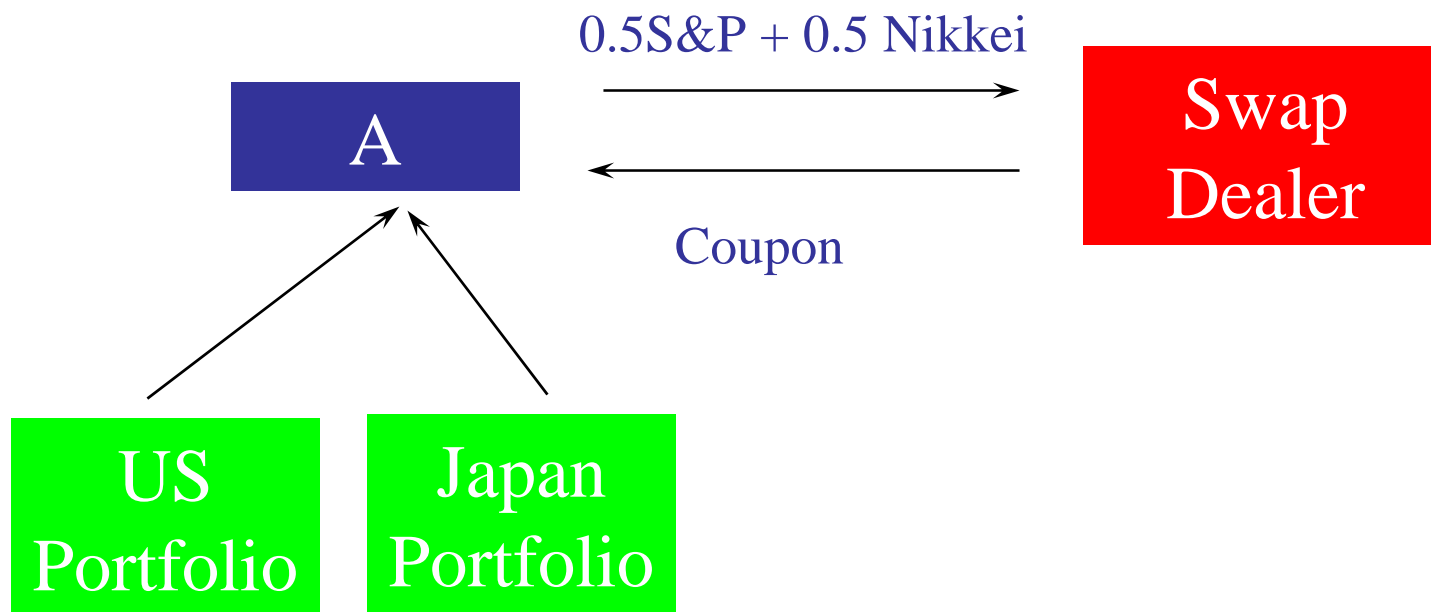 0.5S&P + 0.5 Nikkei
A
Swap
Dealer
Coupon
US
Portfolio
Japan
Portfolio